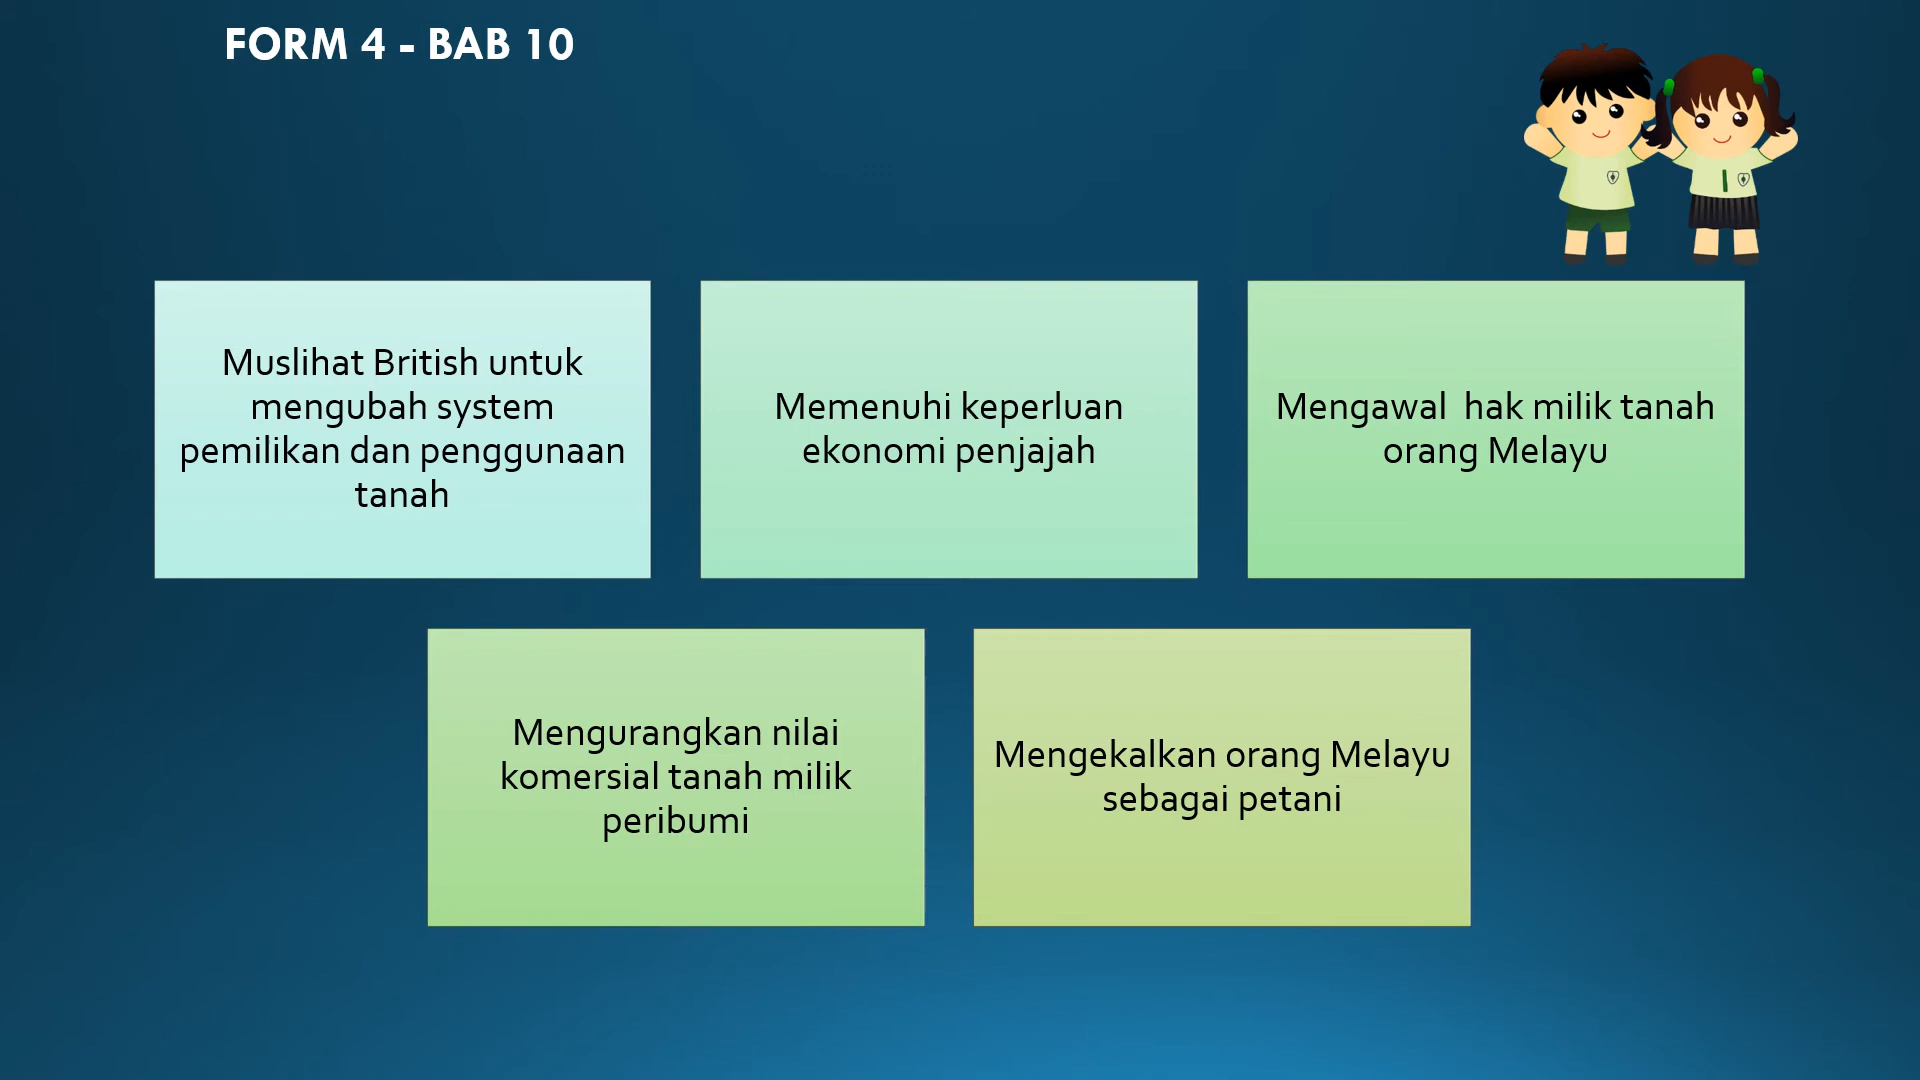 FORM 4 - BAB 10
Muslihat British untuk
mengubah system
pemilikan dan penggunaan
tanah
Memenuhi keperluan
ekonomi penjajah
Mengawal  hak milik tanah
orang Melayu
Mengurangkan nilai
komersial tanah milik
peribumi
Mengekalkan orang Melayu
sebagai petani